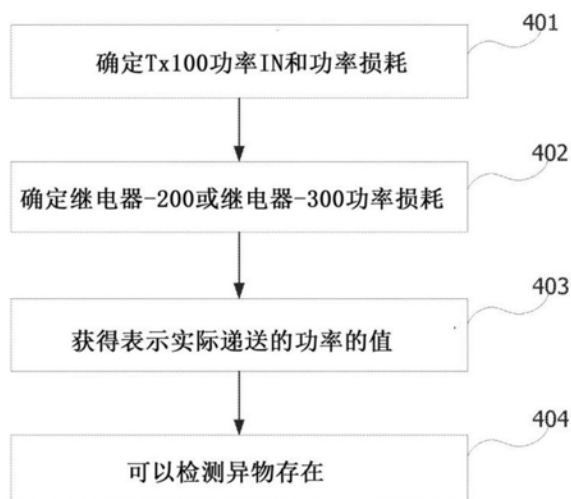 401
确定Tx100功率IN和功率损耗
402
确定继电器-200或继电器-300功率损耗
403
获得表示实际递送的功率的值
404
可以检测异物存在